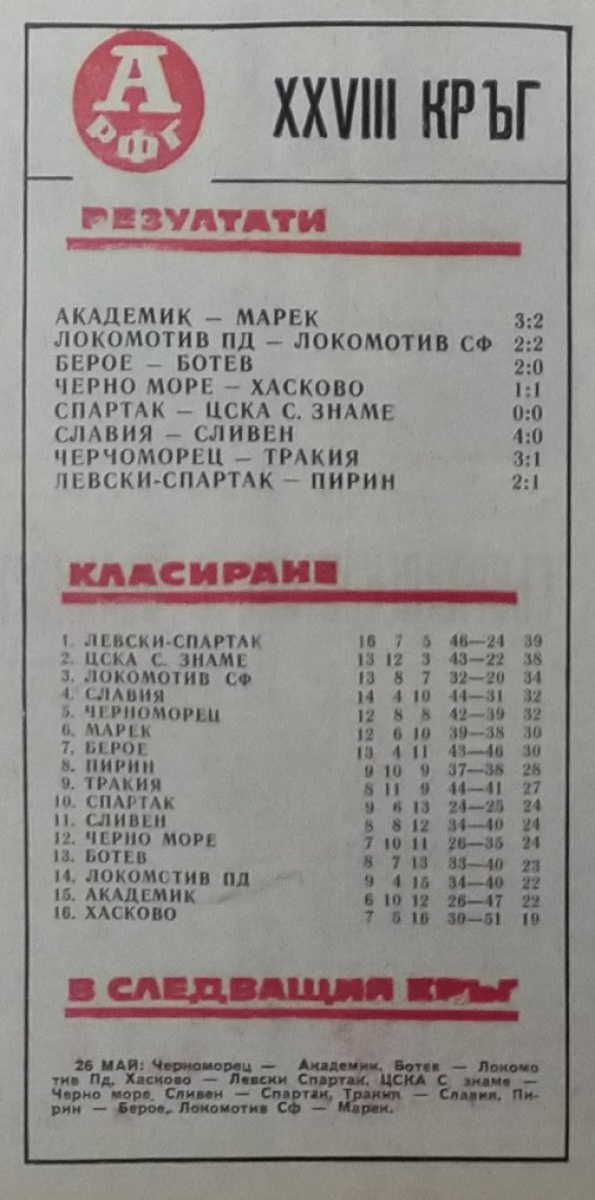 А
РФГ
XXVIII КРЪГ
РЕЗУЛТАТИ
АКАДЕМИК — МАРЕК 3:2
ЛОКОМОТИВ ПД — ЛОКОМОТИВ СФ 2:2
БЕРОЕ — БОТЕВ 2:0
ЧЕРНО МОРЕ — ХАСКОВО 1:1
СПАРТАК — ЦСКА С. ЗНАМЕ 0:0
СЛАВИЯ — СЛИВЕН 4:0
ЧЕРЧОМОРЕЦ — ТРАКИЯ 3:1
ЛЕВСКИ-СПАРТАК — ПИРИН 2:1
КЛАСИРАНЕ
1. ЛЕВСКИ-СПАРТАК 16 7 5 46—24 39
2. ЦСКА С. ЗНАМЕ 13 12 3 43—22 38
3. ЛОКОМОТИВ СФ 13 8 7 32—20 34
4. СЛАВИЯ 14 4 10 44—31 32
5. ЧЕРНОМОРЕЦ 12 8 8 42—39 32
6. МАРЕК 12 6 10 39—38 30
7. БЕРОЕ 13 4 11 43—46 30
8. ПИРИН 9 10 9 37—38 28
9. ТРАКИЯ 8 11 9 44—41 27
10. СПАРТАК 9 6 13 24—25 24
11. СЛИВЕН 8 8 12 34—40 24
12. ЧЕРНО МОРЕ 7 10 11 26—35 24
13. БОТЕВ 8 7 13 33—40 23
14. ЛОКОМСТИВ ПД 9 4 15 34—40 22
15. АКАДЕМИК 6 10 12 26—47 22
16. ХАСКОВО 7 5 16 30—51 19
В СЛЕДВАЩИЯ КРЪГ
26 МАЙ: Черноморец — Академик, Ботев — Локомо
тив Пд, Хасково — Левски Спартак, ЦСКА С знаме —
Черно море, Сливен — Спартак, Тракия — Славия, Пи-
рин — Берое, Локомотив Сф — Марек.